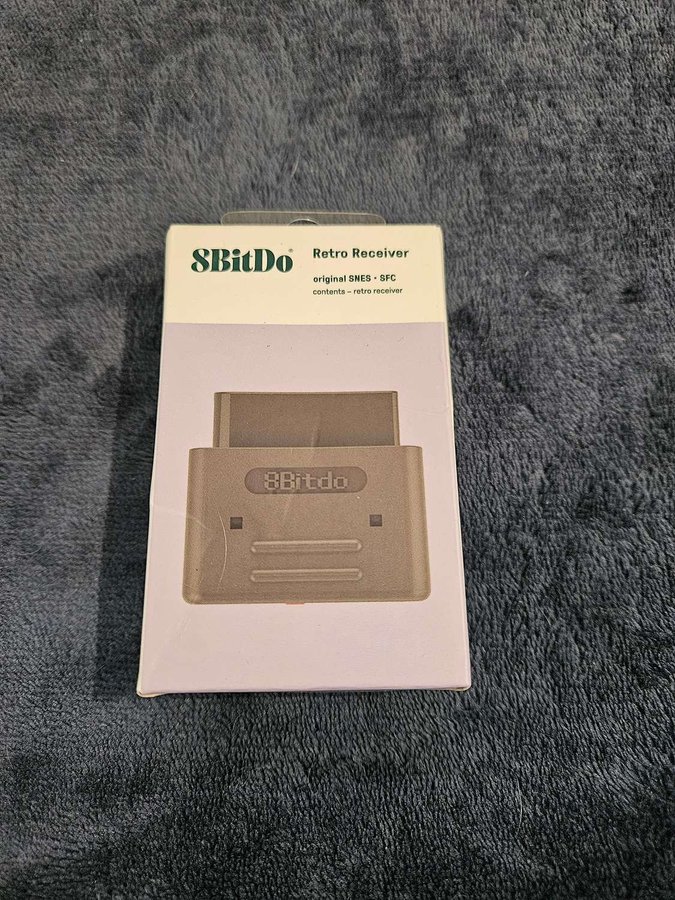 8BitDo®
Retro Receiver
original SNES • SFC
contents – retro receiver
8Bitdo